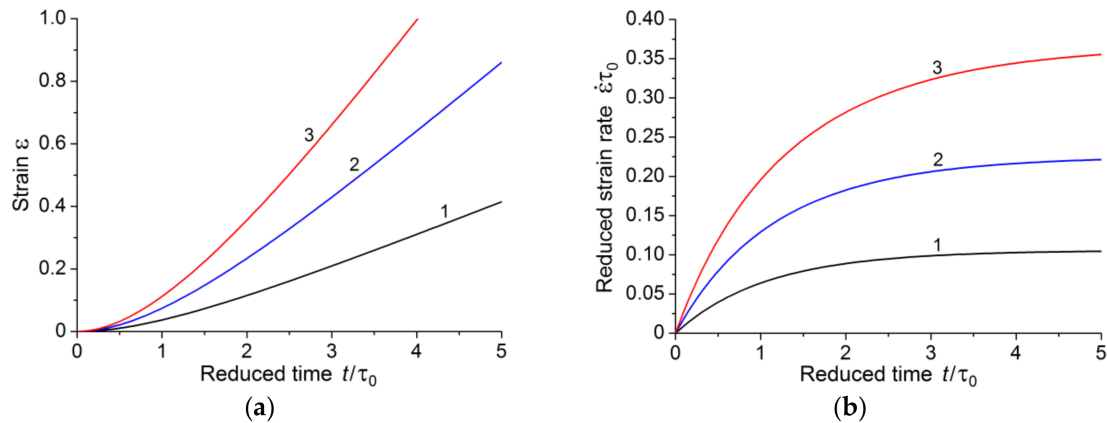 1.0
0.8
0.6
0.4
0.2
0
Strain ε
3
2
1
0 1 2 3 4 5
Reduced time t/τ0
(a)
0.40
0.35
0.30
0.25
0.20
0.15
0.10
0.05
0
Reduced strain rate ε̇τ0
3
2
1
0 1 2 3 4 5
Reduced time t/τ0
(b)